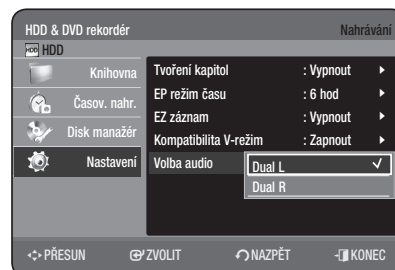 HDD & DVD rekordér Nahrávání
HDD HDD
Knihovna
Časov. nahr.
Disk manažér
Nastavení
Tvoření kapitol : Vypnout
EP režim času : 6 hod
EZ záznam : Vypnout
Kompatibilita V-režim : Zapnout
Volba audio
Dual L
Dual R
PŘESUN ZVOLIT NAZPĚT KONEC